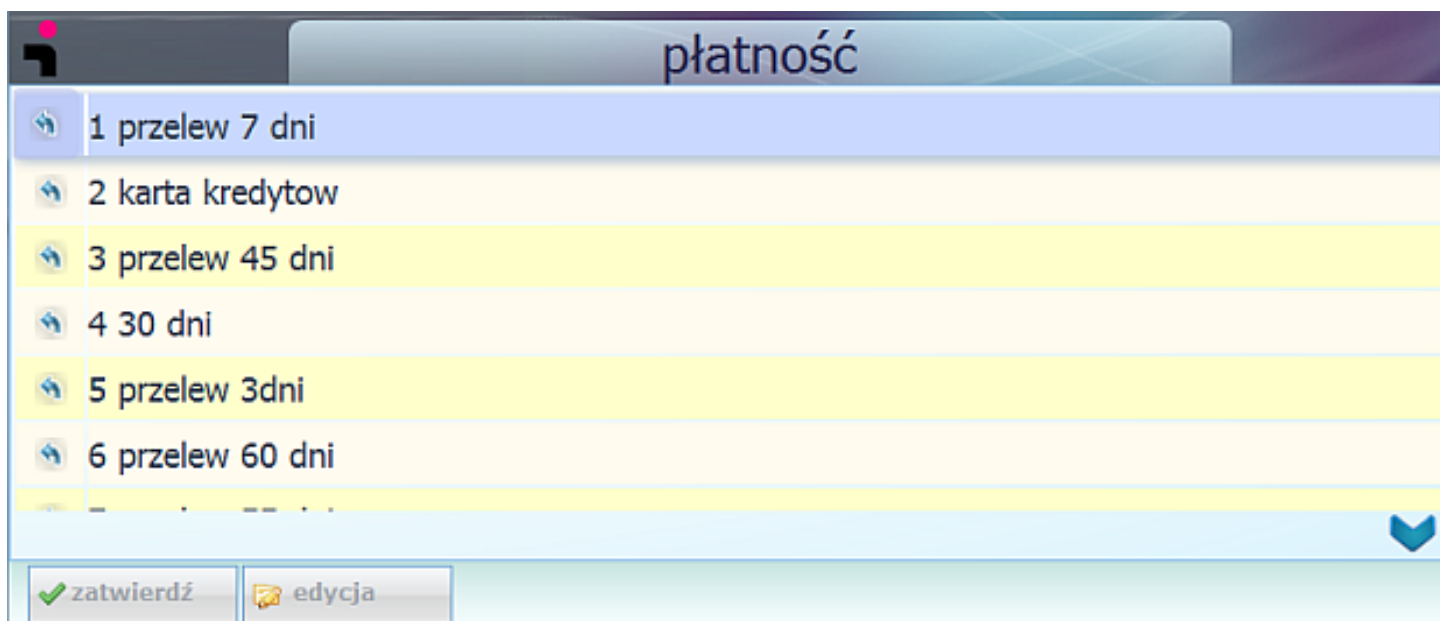 płatność
1 przelew 7 dni
2 karta kredytow
3 przelew 45 dni
4 30 dni
5 przelew 3dni
6 przelew 60 dni
zatwierdź
edycja